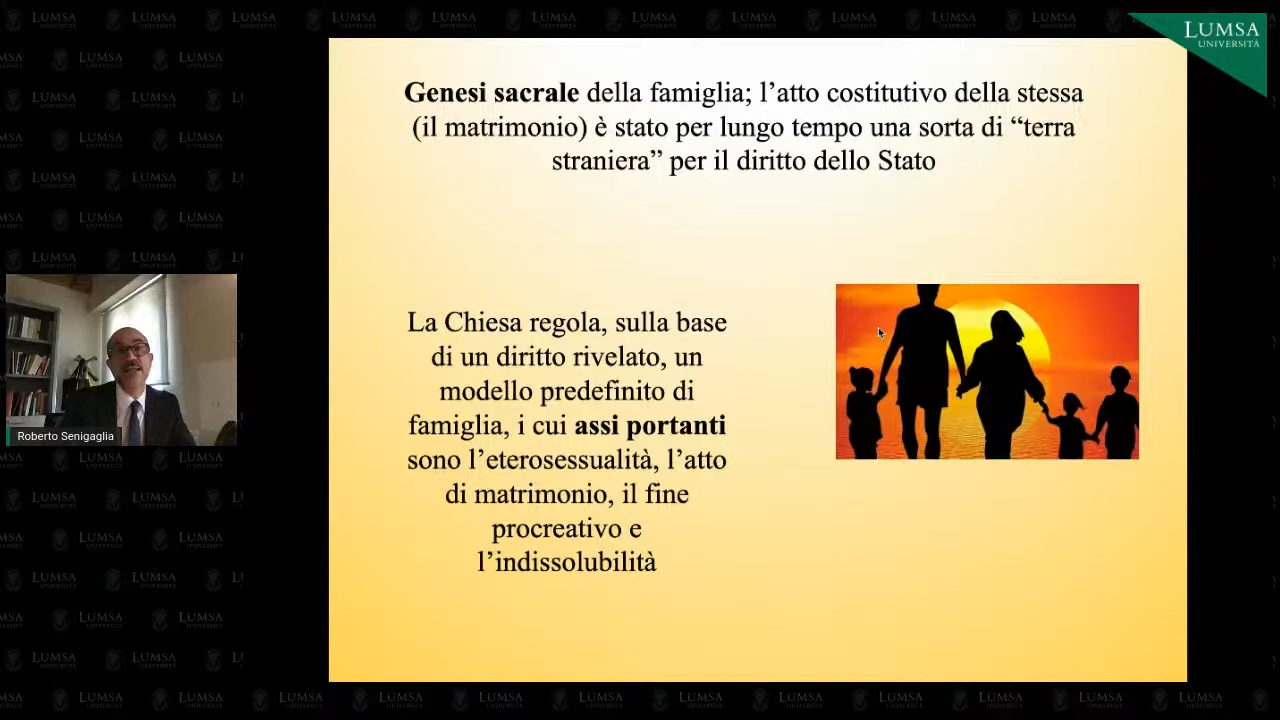 LUMSA
UNIVERSITÀ
Genesi sacrale della famiglia; l’atto costitutivo della stessa
(il matrimonio) è stato per lungo tempo una sorta di “terra
straniera” per il diritto dello Stato
La Chiesa regola, sulla base
di un diritto rivelato, un
modello predefinito di
famiglia, i cui assi portanti
sono l’eterosessualità, l’atto
di matrimonio, il fine
procreativo e
l’indissolubilità
Roberto Senigaglia